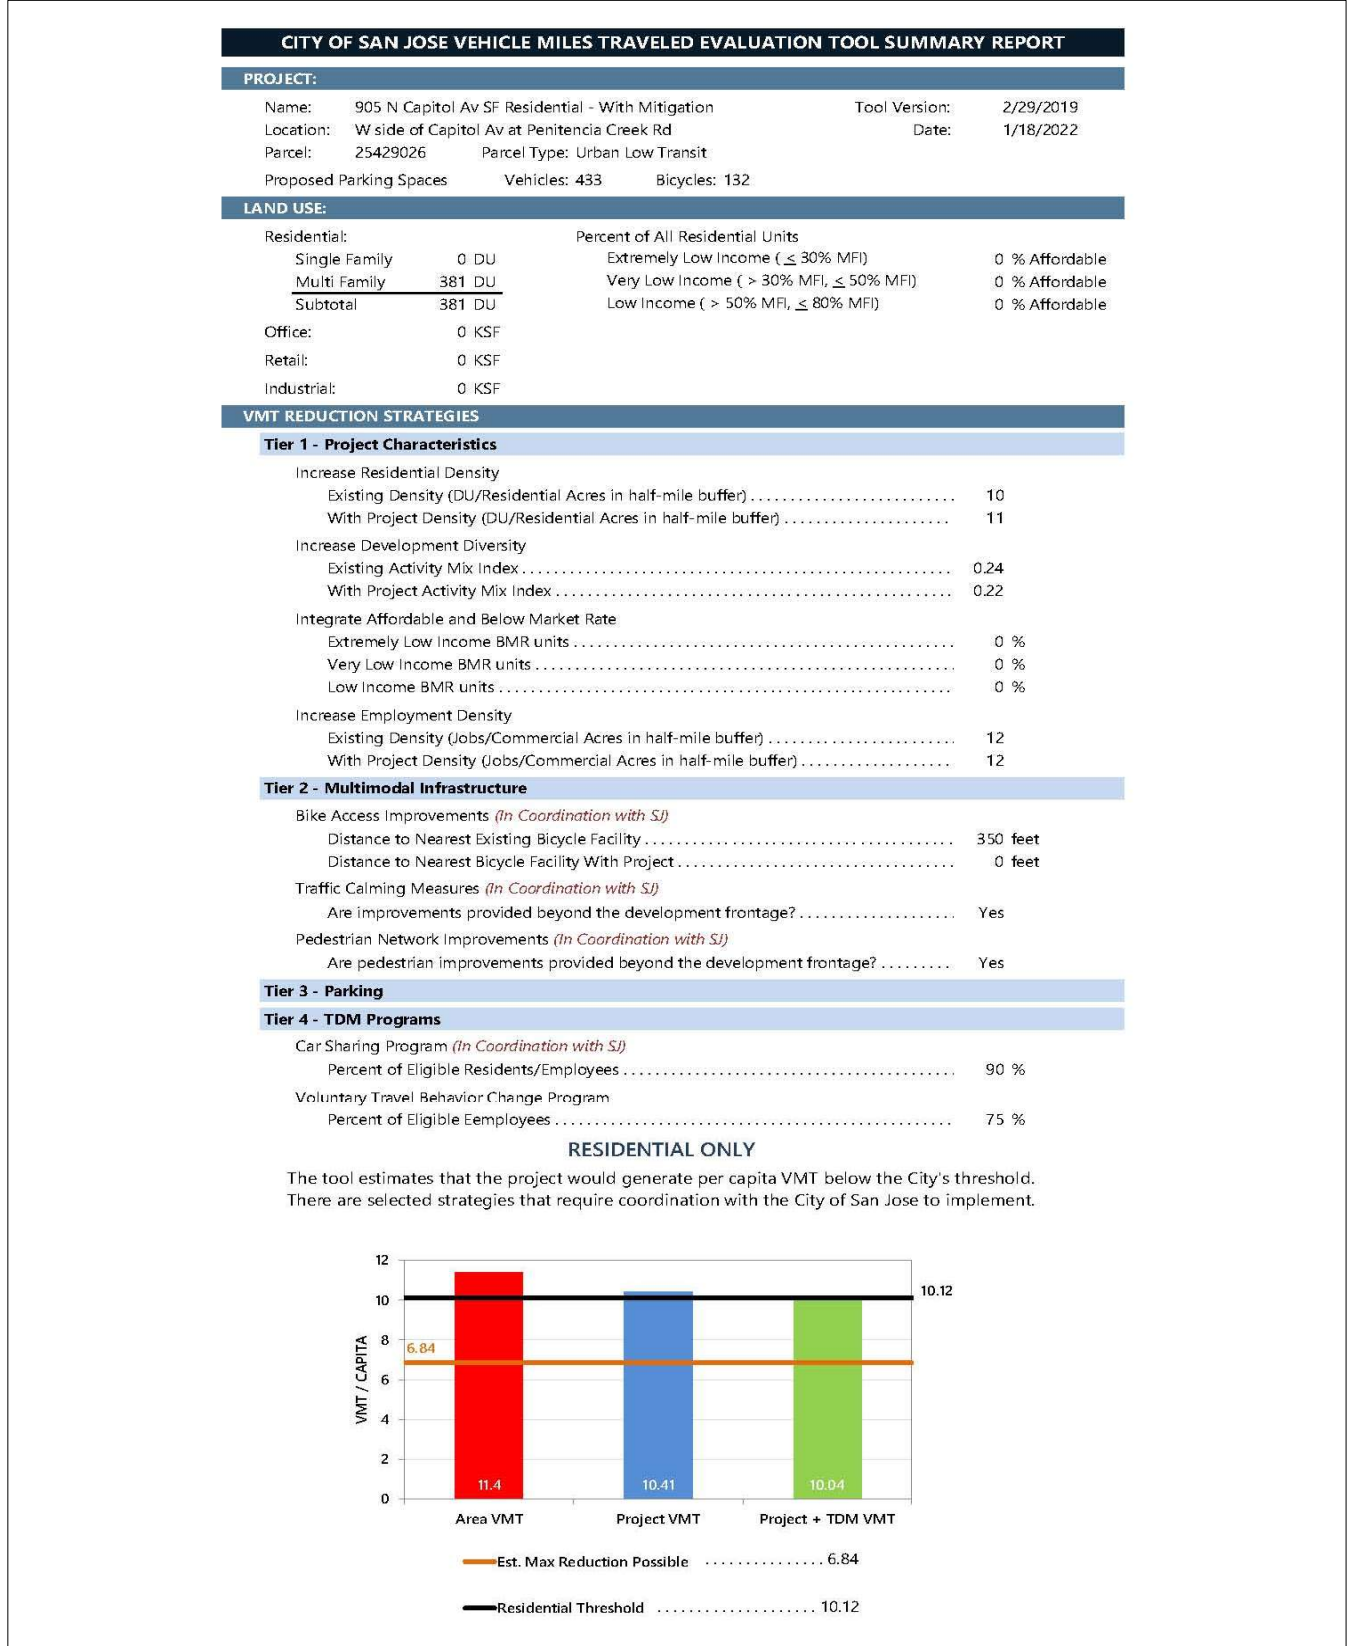 CITY OF SAN JOSE VEHICLE MILES TRAVELED EVALUATION TOOL SUMMARY REPORT
PROJECT:
Name: 905 N Capitol Av SF Residential - With Mitigation Tool Version: 2/29/2019
Location: W side of Capitol Av at Penitencia Creek Rd Date: 1/18/2022
Parcel: 25429026 Parcel Type: Urban Low Transit
Proposed Parking Spaces Vehicles: 433 Bicycles: 132
LAND USE:
Residential: Percent of All Residential Units
Single Family 0 DU Extremely Low Income ( ≤ 30% MFI) 0 % Affordable
Multi Family 381 DU Very Low Income ( > 30% MFI, ≤ 50% MFI) 0 % Affordable
Subtotal 381 DU Low Income ( > 50% MFI, ≤ 80% MFI) 0 % Affordable
Office: 0 KSF
Retail: 0 KSF
Industrial: 0 KSF
VMT REDUCTION STRATEGIES
Tier 1 - Project Characteristics
Increase Residential Density
Existing Density (DU/Residential Acres in half-mile buffer) . . . . . . . . . . . . . . . . . . . . . . . . . . 10
With Project Density (DU/Residential Acres in half-mile buffer) . . . . . . . . . . . . . . . . . . . . . 11
Increase Development Diversity
Existing Activity Mix Index . . . . . . . . . . . . . . . . . . . . . . . . . . . . . . . . . . . . . . . . . . . . . . . . . . . . . . 0.24
With Project Activity Mix Index . . . . . . . . . . . . . . . . . . . . . . . . . . . . . . . . . . . . . . . . . . . . . . . . . . 0.22
Integrate Affordable and Below Market Rate
Extremely Low Income BMR units . . . . . . . . . . . . . . . . . . . . . . . . . . . . . . . . . . . . . . . . . . . . . . . . 0 %
Very Low Income BMR units . . . . . . . . . . . . . . . . . . . . . . . . . . . . . . . . . . . . . . . . . . . . . . . . . . . . . 0 %
Low Income BMR units . . . . . . . . . . . . . . . . . . . . . . . . . . . . . . . . . . . . . . . . . . . . . . . . . . . . . . . . . 0 %
Increase Employment Density
Existing Density (Jobs/Commercial Acres in half-mile buffer) . . . . . . . . . . . . . . . . . . . . . . . . 12
With Project Density (Jobs/Commercial Acres in half-mile buffer) . . . . . . . . . . . . . . . . . . . 12
Tier 2 - Multimodal Infrastructure
Bike Access Improvements (In Coordination with SJ)
Distance to Nearest Existing Bicycle Facility . . . . . . . . . . . . . . . . . . . . . . . . . . . . . . . . . . . . . . . 350 feet
Distance to Nearest Bicycle Facility With Project . . . . . . . . . . . . . . . . . . . . . . . . . . . . . . . . . . . 0 feet
Traffic Calming Measures (In Coordination with SJ)
Are improvements provided beyond the development frontage? . . . . . . . . . . . . . . . . . . . . Yes
Pedestrian Network Improvements (In Coordination with SJ)
Are pedestrian improvements provided beyond the development frontage? . . . . . . . . . Yes
Tier 3 - Parking
Tier 4 - TDM Programs
Car Sharing Program (In Coordination with SJ)
Percent of Eligible Residents/Employees . . . . . . . . . . . . . . . . . . . . . . . . . . . . . . . . . . . . . . . . . . 90 %
Voluntary Travel Behavior Change Program
Percent of Eligible Eemployees . . . . . . . . . . . . . . . . . . . . . . . . . . . . . . . . . . . . . . . . . . . . . . . . . . 75 %
RESIDENTIAL ONLY
The tool estimates that the project would generate per capita VMT below the City's threshold.
There are selected strategies that require coordination with the City of San Jose to implement.
12
10
8
6
4
2
0
VMT / CAPITA
6.84
10.12
11.4 10.41 10.04
Area VMT Project VMT Project + TDM VMT
Est. Max Reduction Possible . . . . . . . . . . . . . . . 6.84
Residential Threshold . . . . . . . . . . . . . . . . . . . . 10.12